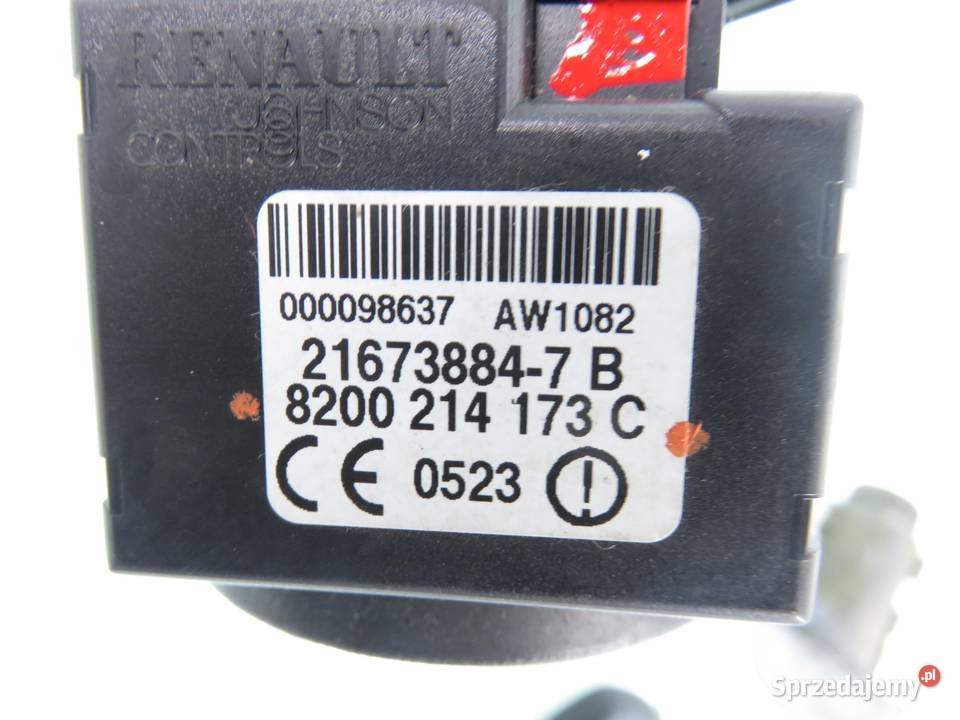 RENAULT
JOHNSON
CONTROLS
000098637 AW1082
21673884-7 B
8200 214 173 C
CE 0523
Sprzedajemy.pl